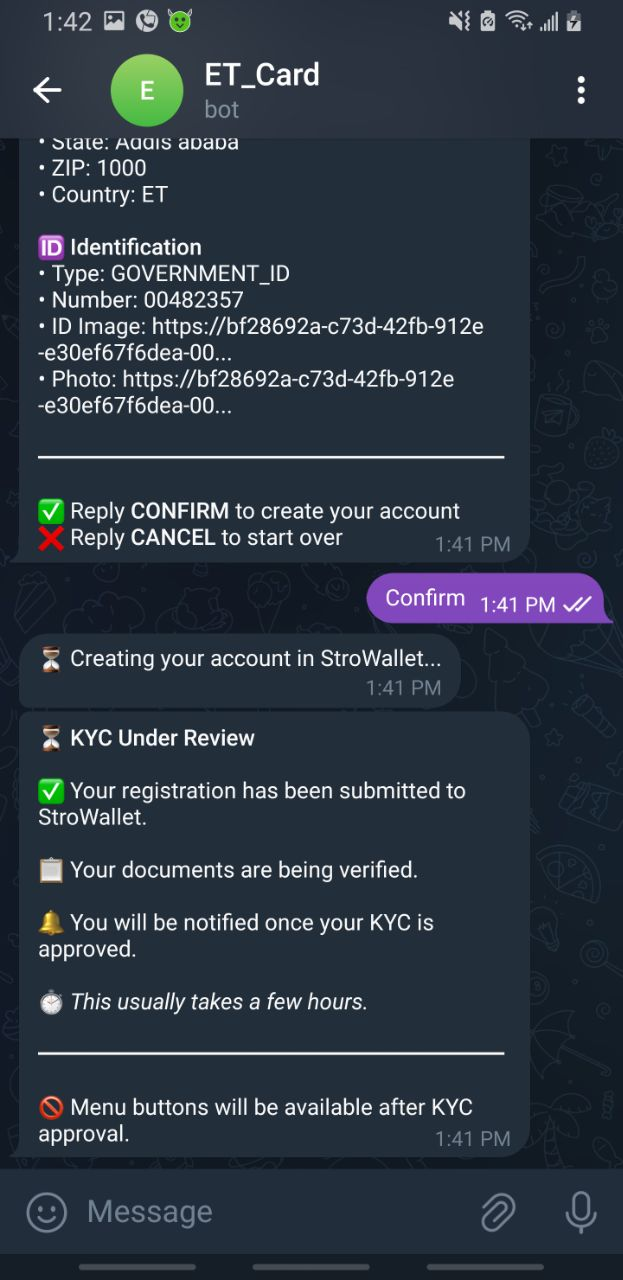 1:42
E
ET_Card
bot
• State: Addis ababa
• ZIP: 1000
• Country: ET
🆔 Identification
• Type: GOVERNMENT_ID
• Number: 00482357
• ID Image: https://bf28692a-c73d-42fb-912e
-e30ef67f6dea-00...
• Photo: https://bf28692a-c73d-42fb-912e
-e30ef67f6dea-00...
✅ Reply CONFIRM to create your account
❌ Reply CANCEL to start over
1:41 PM
Confirm 1:41 PM
⏳ Creating your account in StroWallet...
1:41 PM
⏳ KYC Under Review
✅ Your registration has been submitted to
StroWallet.
📋 Your documents are being verified.
🔔 You will be notified once your KYC is
approved.
⏱ This usually takes a few hours.
🚫 Menu buttons will be available after KYC
approval.
1:41 PM
Message